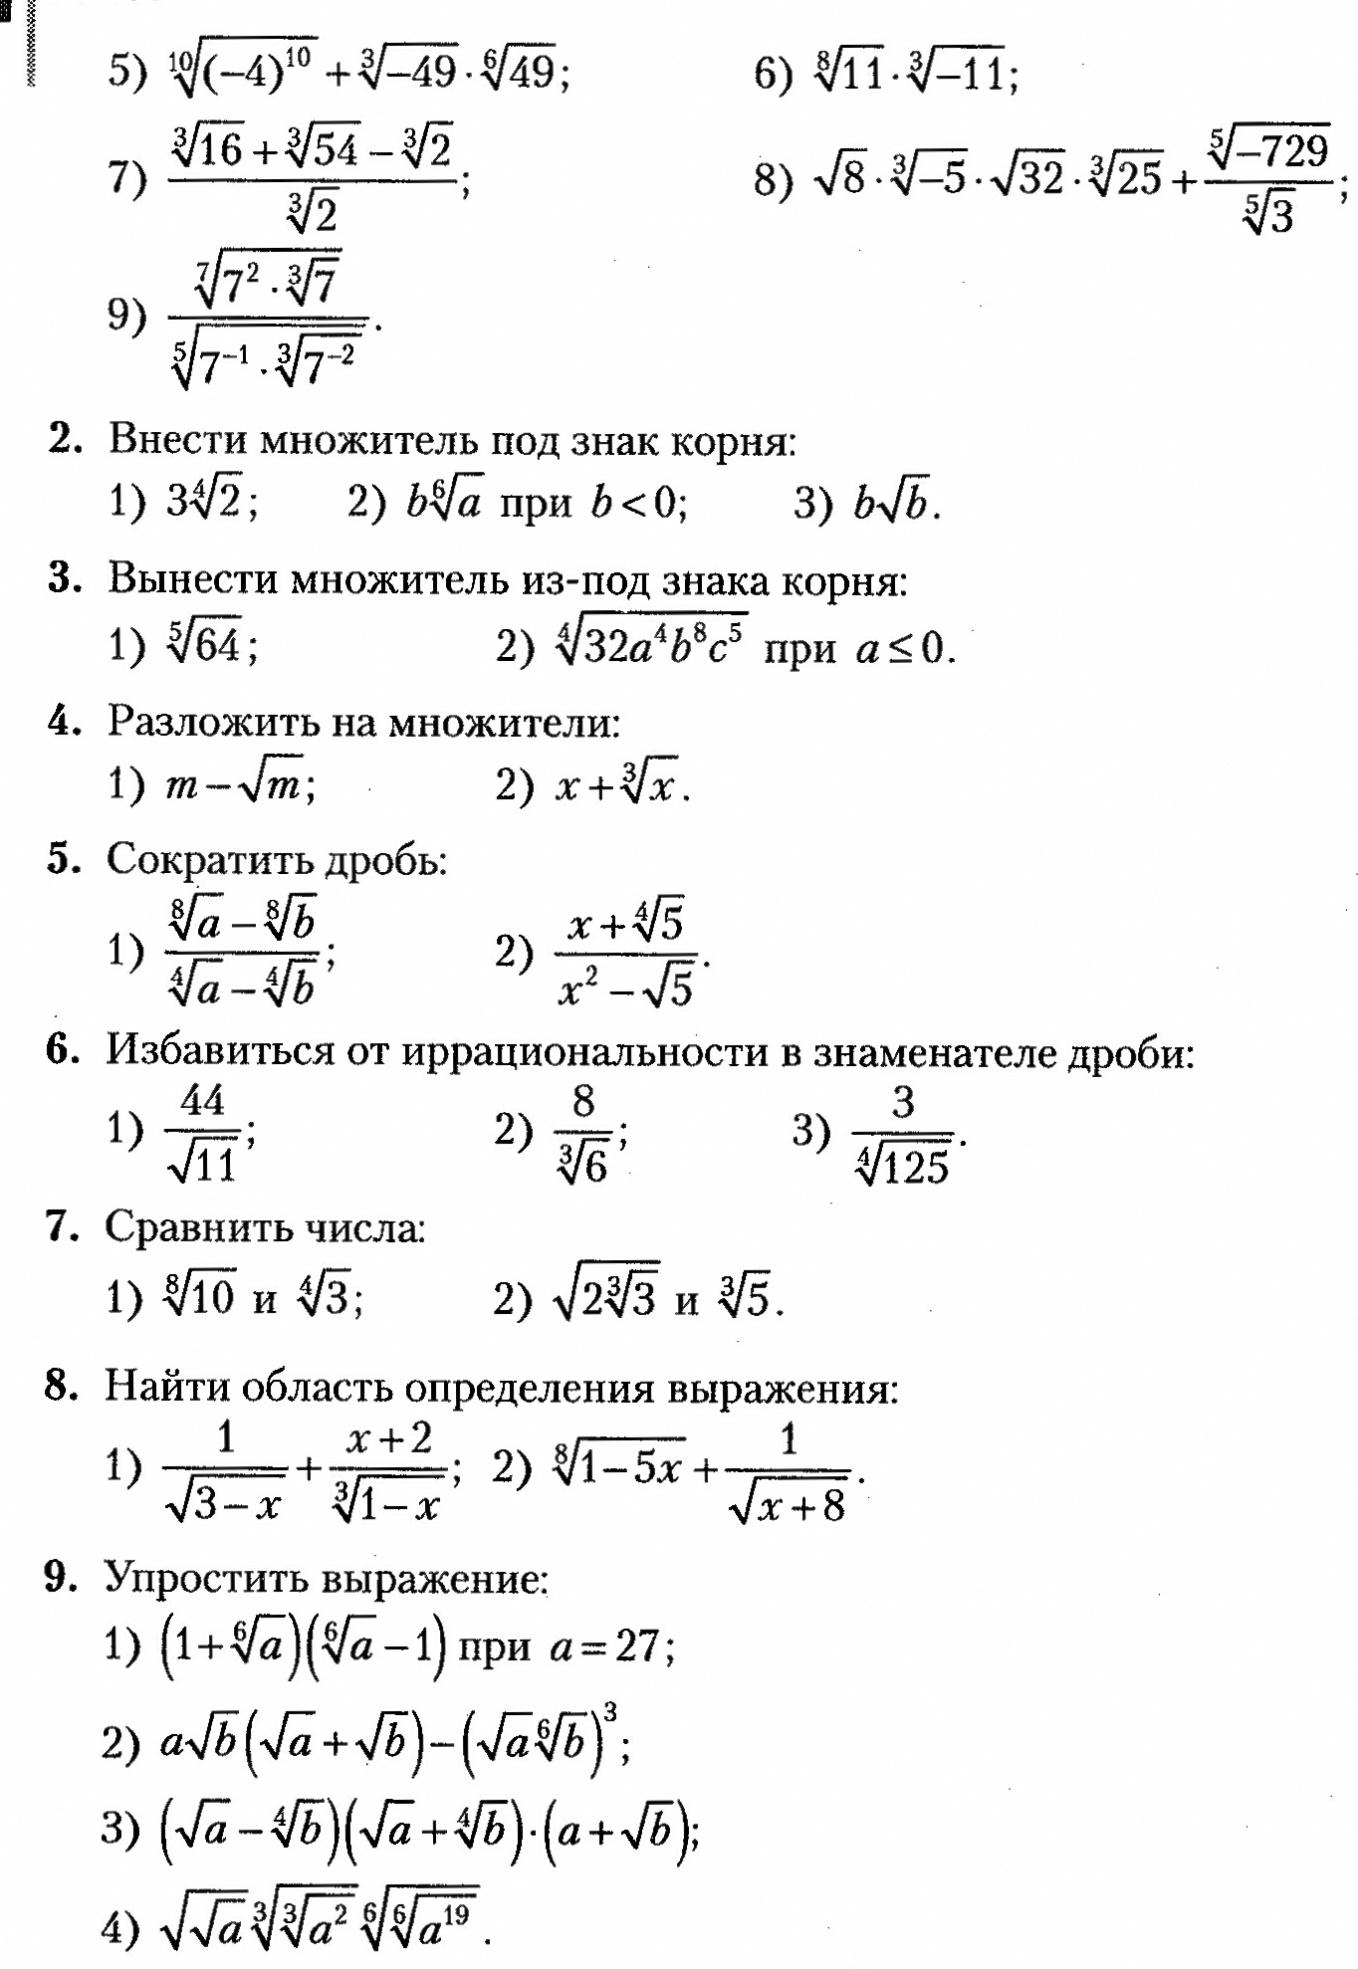 5) \sqrt[10]{(-4)^{10}} + \sqrt[3]{-49} \cdot \sqrt[6]{49}; 6) \sqrt[8]{11} \cdot \sqrt[3]{-11};
7) \frac{\sqrt[3]{16} + \sqrt[3]{54} - \sqrt[3]{2}}{\sqrt[3]{2}}; 8) \sqrt{8} \cdot \sqrt[3]{-5} \cdot \sqrt{32} \cdot \sqrt[3]{25} + \frac{\sqrt[5]{-729}}{\sqrt[5]{3}};
9) \frac{\sqrt[7]{7^2 \cdot \sqrt[3]{7}}}{\sqrt[5]{7^{-1} \cdot \sqrt[3]{7^{-2}}}}.
2. Внести множитель под знак корня:
1) 3\sqrt[4]{2}; 2) b\sqrt[6]{a} при b<0; 3) b\sqrt{b}.
3. Вынести множитель из-под знака корня:
1) \sqrt[5]{64}; 2) \sqrt[4]{32a^4b^8c^5} при a≤0.
4. Разложить на множители:
1) m-\sqrt{m}; 2) x+\sqrt[3]{x}.
5. Сократить дробь:
1) \frac{\sqrt[8]{a} - \sqrt[8]{b}}{\sqrt[4]{a} - \sqrt[4]{b}}; 2) \frac{x+\sqrt[4]{5}}{x^2-\sqrt{5}}.
6. Избавиться от иррациональности в знаменателе дроби:
1) \frac{44}{\sqrt{11}}; 2) \frac{8}{\sqrt[3]{6}}; 3) \frac{3}{\sqrt[4]{125}}.
7. Сравнить числа:
1) \sqrt[8]{10} и \sqrt[4]{3}; 2) \sqrt{2\sqrt[3]{3}} и \sqrt[3]{5}.
8. Найти область определения выражения:
1) \frac{1}{\sqrt{3-x}} + \frac{x+2}{\sqrt[3]{1-x}}; 2) \sqrt[8]{1-5x} + \frac{1}{\sqrt{x+8}}.
9. Упростить выражение:
1) (1+\sqrt[6]{a})(\sqrt[6]{a}-1) при a=27;
2) a\sqrt{b}(\sqrt{a}+\sqrt{b})-(\sqrt{a}\sqrt[6]{b})^3;
3) (\sqrt{a}-\sqrt[4]{b})(\sqrt{a}+\sqrt[4]{b})\cdot(a+\sqrt{b});
4) \sqrt{\sqrt{a}}\sqrt[3]{\sqrt[3]{a^2}}\sqrt[6]{\sqrt[6]{a^{19}}}.